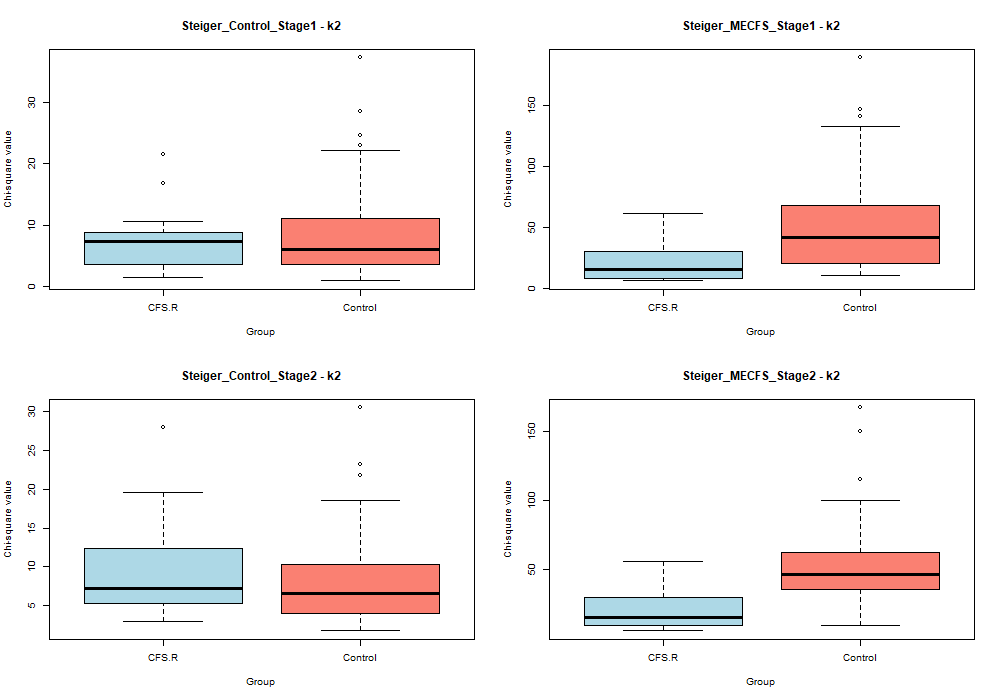 Steiger_Control_Stage1 - k2
Chi-square value
30
20
10
0
CFS.R
Control
Group
Steiger_MECFS_Stage1 - k2
Chi-square value
150
100
50
0
CFS.R
Control
Group
Steiger_Control_Stage2 - k2
Chi-square value
30
25
20
15
10
5
CFS.R
Control
Group
Steiger_MECFS_Stage2 - k2
Chi-square value
150
100
50
CFS.R
Control
Group